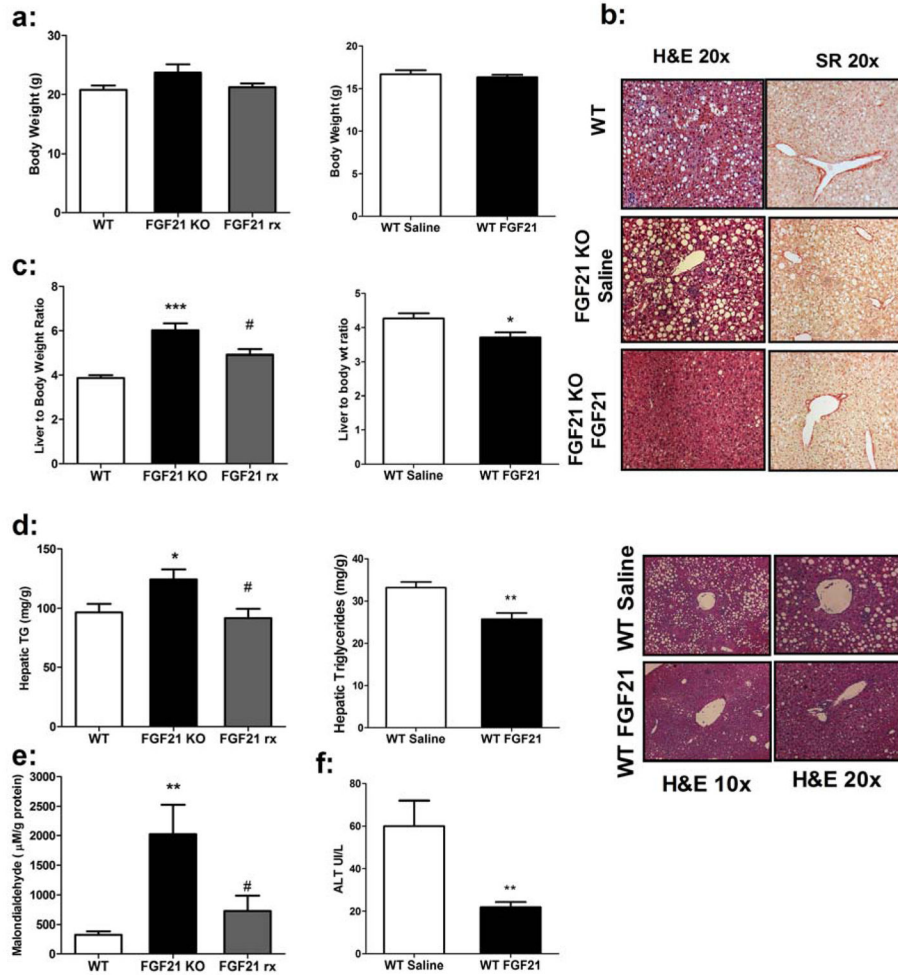 a:
Body Weight (g)
30
20
10
0
WT
FGF21 KO
FGF21 rx
Body Weight (g)
20
15
10
5
0
WT Saline
WT FGF21
b:
H&E 20x
SR 20x
WT
FGF21 KO
Saline
FGF21 KO
FGF21
WT Saline
WT FGF21
H&E 10x
H&E 20x
c:
Liver to Body Weight Ratio
8
6
4
2
0
***
#
WT
FGF21 KO
FGF21 rx
Liver to body wt ratio
5
4
3
2
1
0
*
WT Saline
WT FGF21
d:
Hepatic TG (mg/g)
150
100
50
0
*
#
WT
FGF21 KO
FGF21 rx
Hepatic Triglycerides (mg/g)
40
30
20
10
0
**
WT Saline
WT FGF21
e:
Malondialdehyde ( μM/g protein)
3000
2500
2000
1500
1000
500
0
**
#
WT
FGF21 KO
FGF21 rx
f:
ALT UI/L
80
60
40
20
0
**
WT Saline
WT FGF21